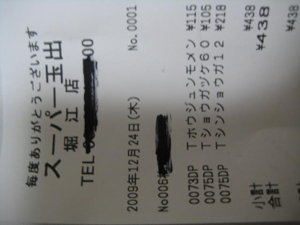 毎度ありがとうございます
スーパー玉出
堀江店
TEL 00
2009年12月24日(木) No.0001
No006
0073DP Tホウジュンモメン ¥115
0075DP Tショウガツケ60 ¥105
0075DP Tシンショウガ12 ¥218
小計 ¥438
合計 ¥438